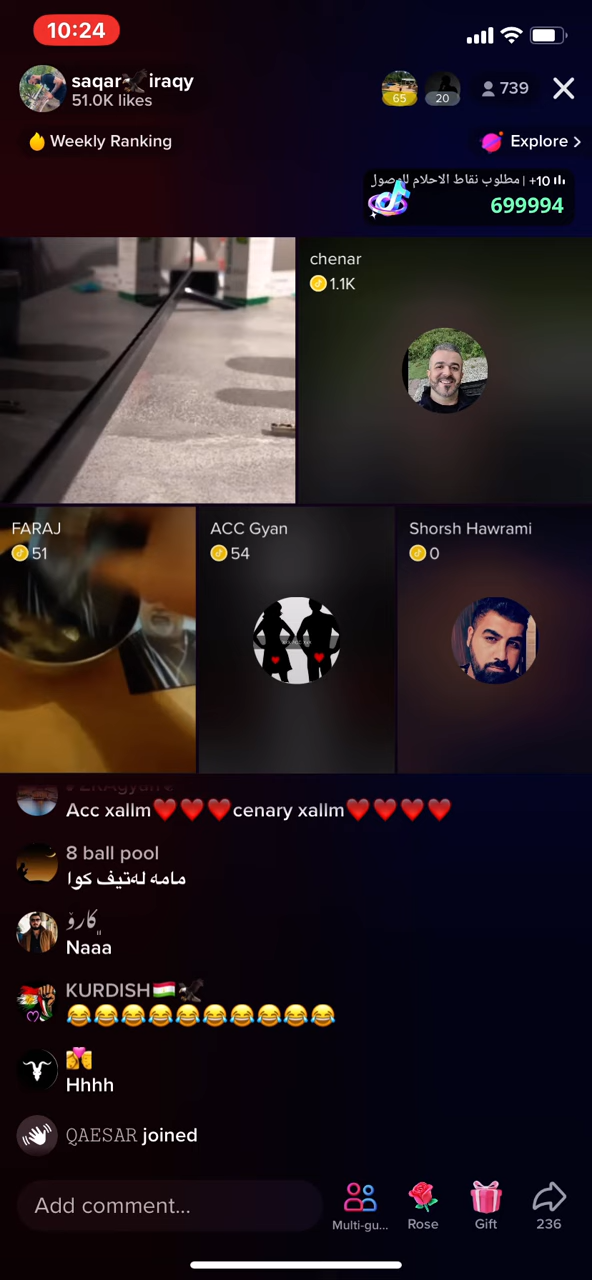 10:24
saqar🦅iraqy
51.0K likes
65
20
739
Weekly Ranking
Explore >
مطلوب نقاط الاحلام للوصول | +10
699994
chenar
1.1K
FARAJ
51
ACC Gyan
54
Shorsh Hawrami
0
Acc xallm❤️❤️❤️cenary xallm❤️❤️❤️❤️
8 ball pool
مامە لەتیف کوا
کارۆ
Naaa
KURDISH🇹🇯🦅
😂😂😂😂😂😂😂😂😂😂
Hhhh
QAESAR joined
Add comment...
Multi-gu...
Rose
Gift
236